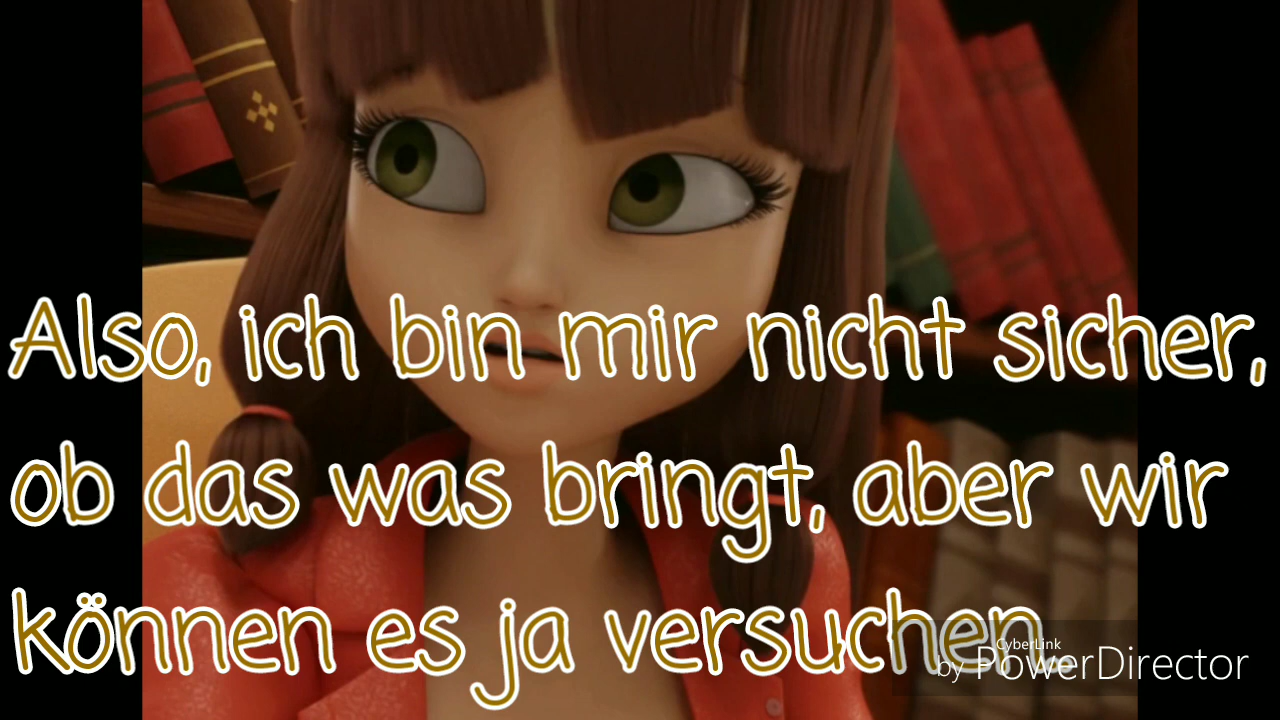 Also, ich bin mir nicht sicher,
ob das was bringt, aber wir
können es ja versuchen.
CyberLink
by PowerDirector